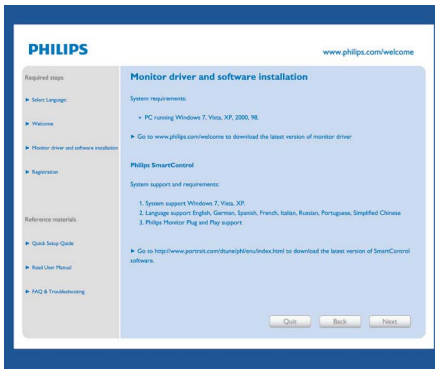 PHILIPS
www.philips.com/welcome
Required steps
► Select Language:
► Welcome
► Monitor driver and software installation
► Registration
Reference materials
► Quick Setup Guide
► Read User Manual
► FAQ & Troubleshooting
Monitor driver and software installation
System requirements:
• PC running Windows 7, Vista, XP, 2000, 98.
► Go to www.philips.com/welcome to download the latest version of monitor driver
Philips SmartControl
System support and requirements:
1. System support Windows 7, Vista, XP.
2. Language support English, German, Spanish, French, Italian, Russian, Portuguese, Simplified Chinese
3. Philips Monitor Plug and Play support
► Go to http://www.portrait.com/dtune/phl/enu/index.html to download the latest version of SmartControl
software.
Quit
Back
Next